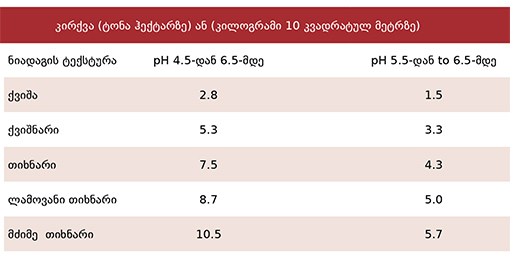 კირქვა (ტონა ჰექტარზე) ან (კილოგრამი 10 კვადრატულ მეტრზე)
ნიადაგის ტექსტურა pH 4.5-დან 6.5-მდე pH 5.5-დან to 6.5-მდე
ქვიშა 2.8 1.5
ქვიშნარი 5.3 3.3
თიხნარი 7.5 4.3
ლამოვანი თიხნარი 8.7 5.0
მძიმე თიხნარი 10.5 5.7